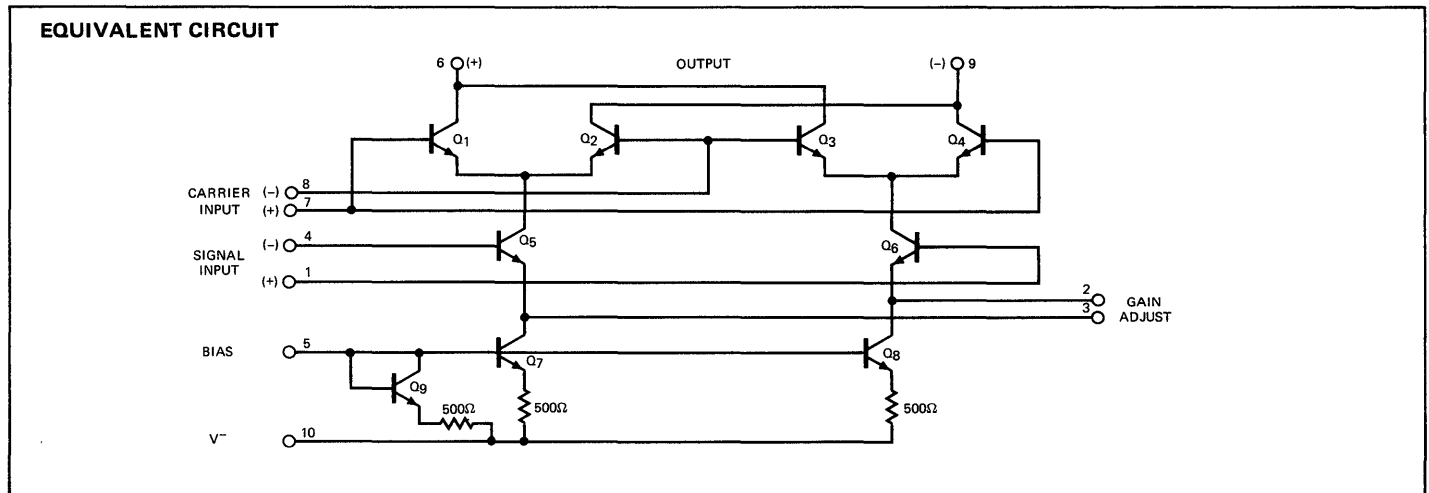 EQUIVALENT CIRCUIT
6 (+) OUTPUT (-) 9
Q1 Q2 Q3 Q4
CARRIER (-) 8
INPUT (+) 7
SIGNAL (-) 4 Q5 Q6
INPUT (+) 1
2 GAIN
3 ADJUST
BIAS 5 Q7 Q8
Q9
500Ω 500Ω 500Ω
V- 10